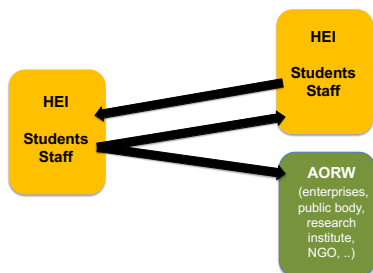 HEI
Students
Staff
HEI
Students
Staff
AORW
(enterprises,
public body,
research
institute,
NGO, ..)